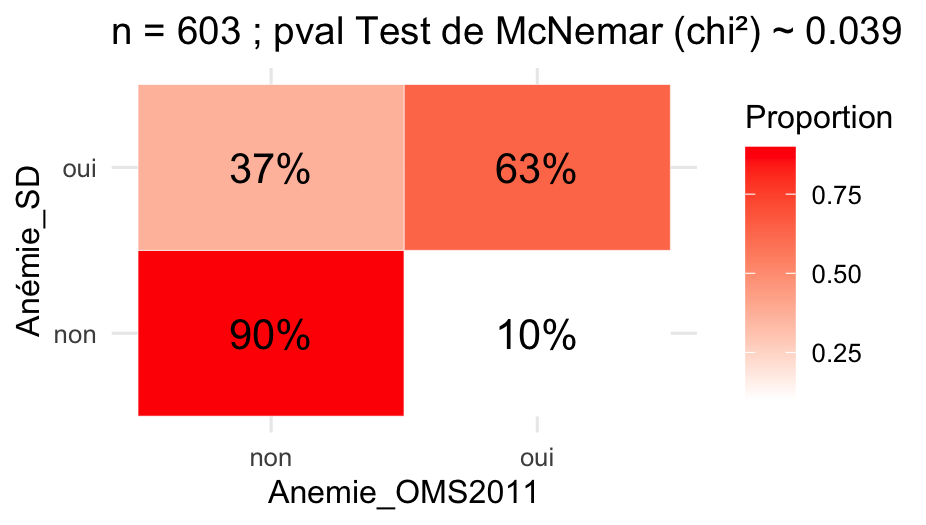 n = 603 ; pval Test de McNemar (chi²) ~ 0.039
Proportion
0.75
0.50
0.25
Anémie_SD
oui
37%
63%
non
90%
10%
non
oui
Anemie_OMS2011